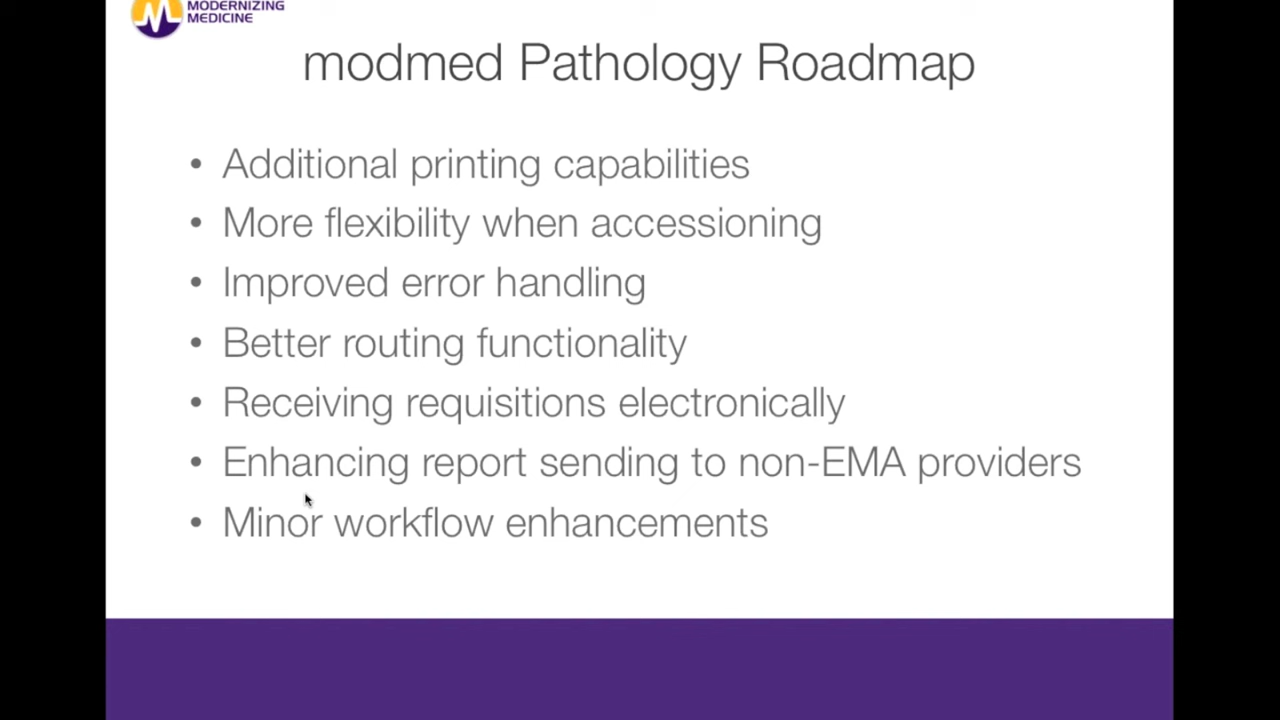 MODERNIZING
MEDICINE
modmed Pathology Roadmap
• Additional printing capabilities
• More flexibility when accessioning
• Improved error handling
• Better routing functionality
• Receiving requisitions electronically
• Enhancing report sending to non-EMA providers
• Minor workflow enhancements